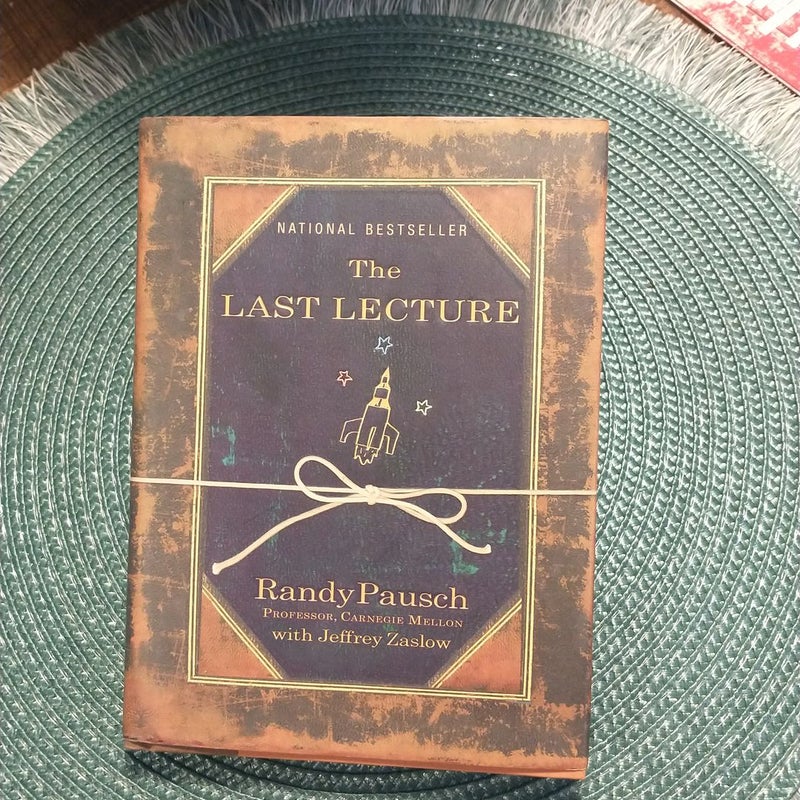 NATIONAL BESTSELLER
The
LAST LECTURE
Randy Pausch
PROFESSOR, CARNEGIE MELLON
with Jeffrey Zaslow